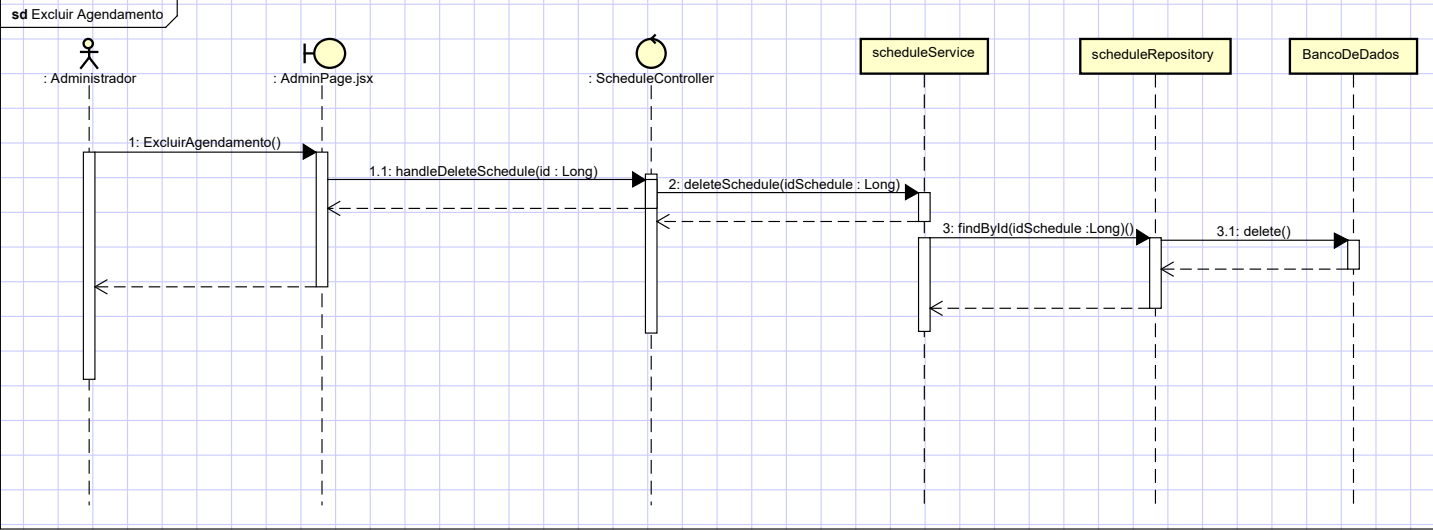 sd Excluir Agendamento
: Administrador
: AdminPage.jsx
: ScheduleController
scheduleService
scheduleRepository
BancoDeDados
1: ExcluirAgendamento()
1.1: handleDeleteSchedule(id : Long)
2: deleteSchedule(idSchedule : Long)
3: findById(idSchedule :Long)()
3.1: delete()